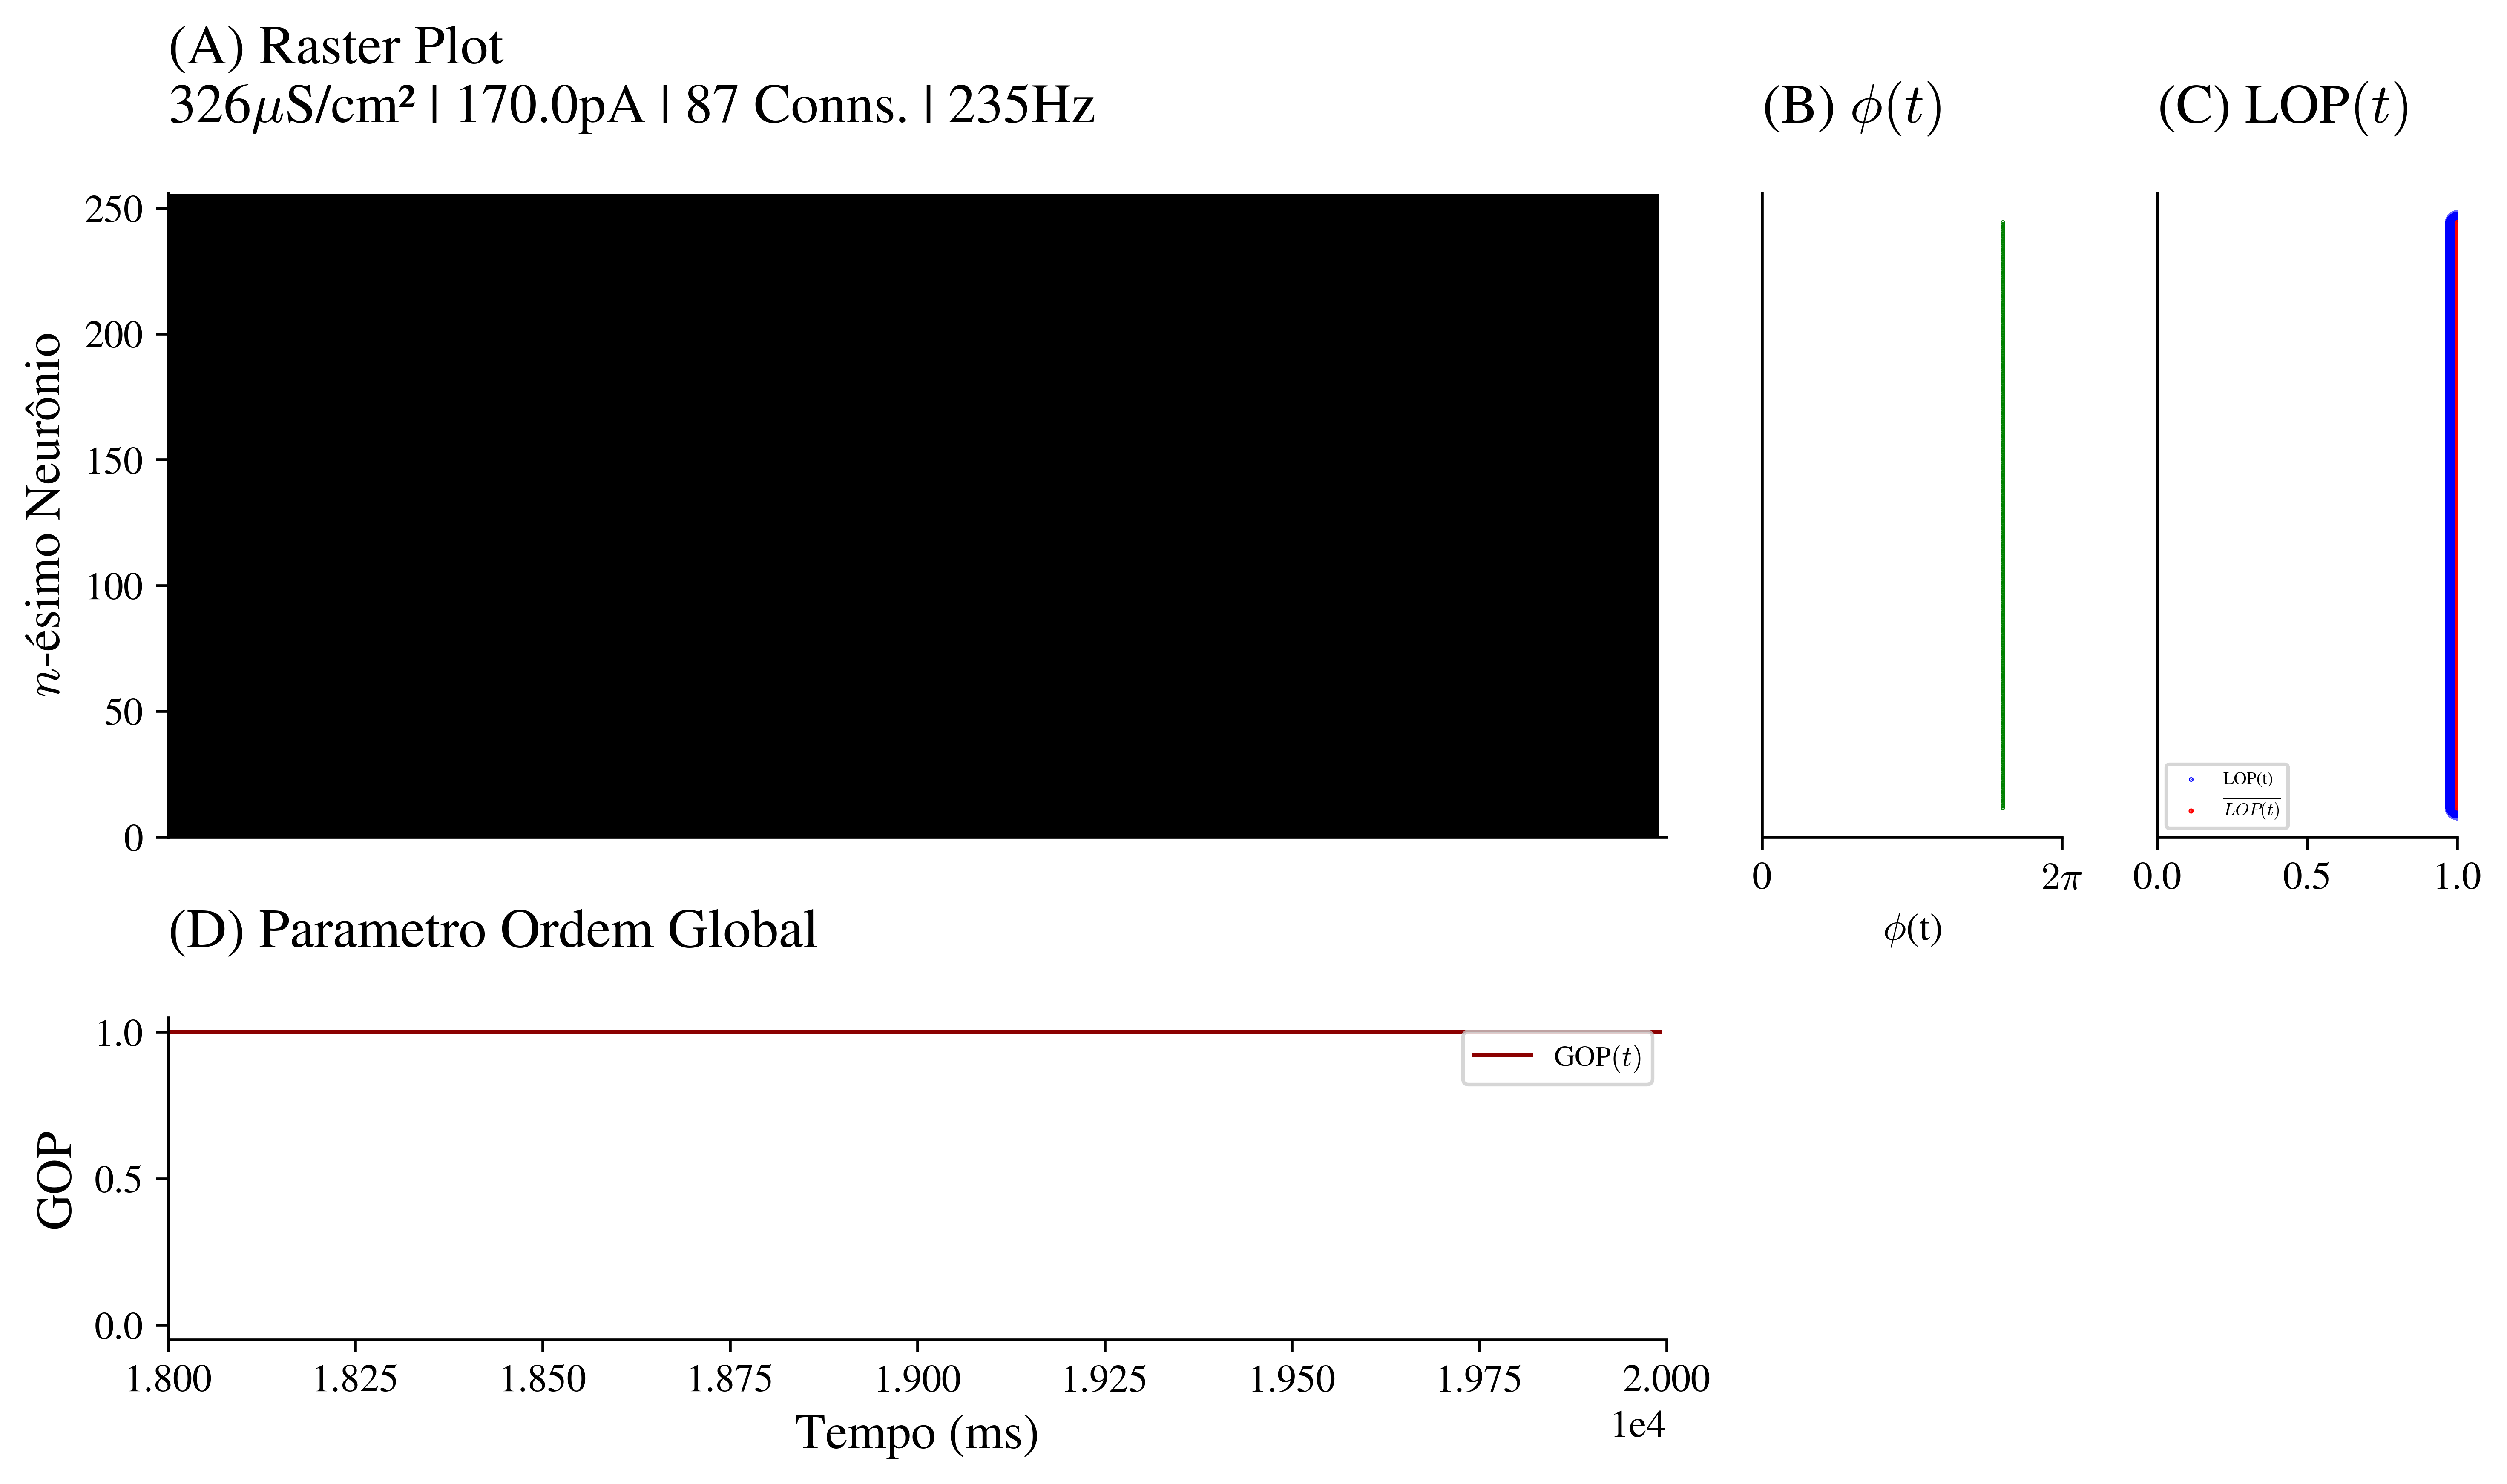 (A) Raster Plot
326μS/cm² | 170.0pA | 87 Conns. | 235Hz
(B) ϕ(t)
(C) LOP(t)
n-ésimo Neurônio
250
200
150
100
50
0
0
2π
ϕ(t)
LOP(t)
LOP(t)
0.0
0.5
1.0
(D) Parametro Ordem Global
GOP
1.0
0.5
0.0
GOP(t)
1.800
1.825
1.850
1.875
1.900
1.925
1.950
1.975
2.000
1e4
Tempo (ms)